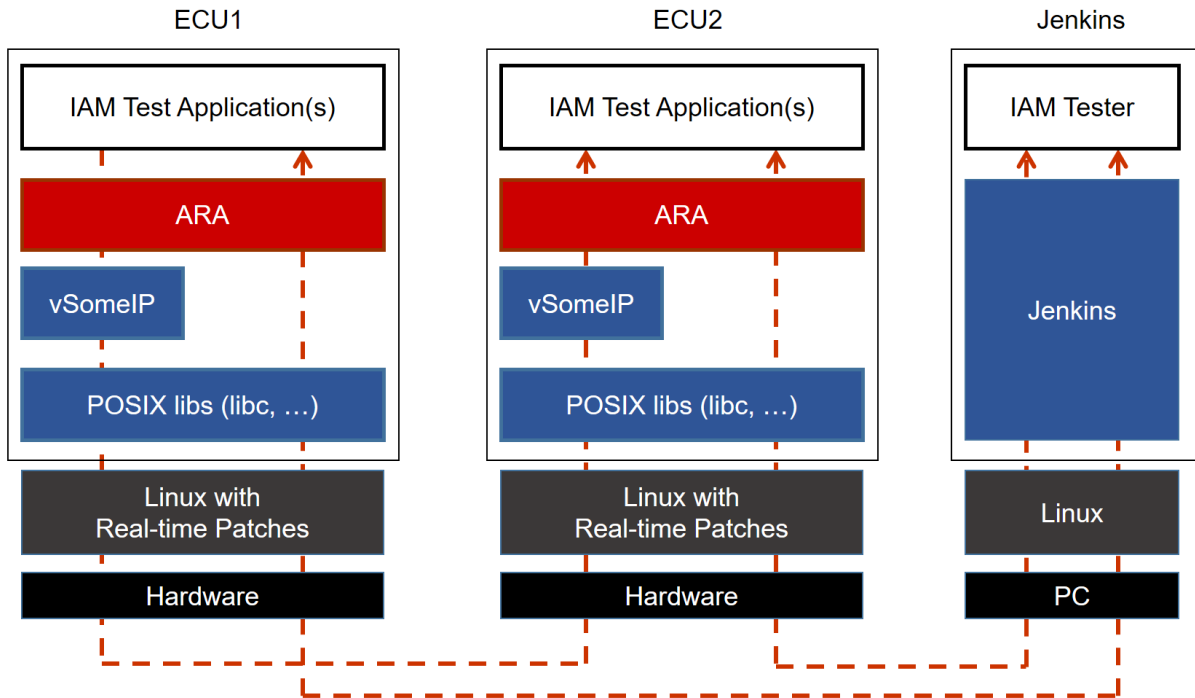 ECU1
IAM Test Application(s)
ARA
vSomeIP
POSIX libs (libc, …)
Linux with
Real-time Patches
Hardware
ECU2
IAM Test Application(s)
ARA
vSomeIP
POSIX libs (libc, …)
Linux with
Real-time Patches
Hardware
Jenkins
IAM Tester
Jenkins
Linux
PC